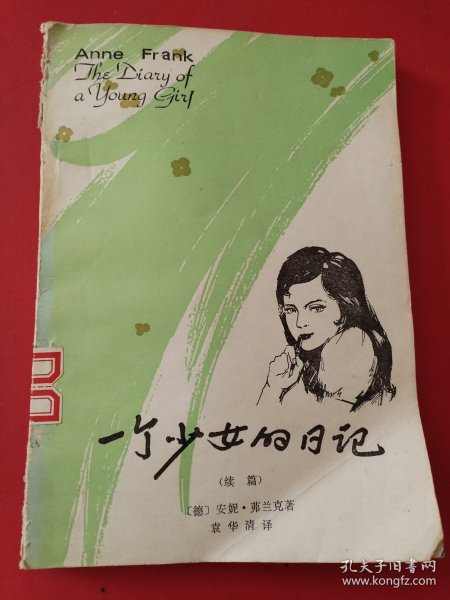 Anne Frank
The Diary of
a Young Girl
一个少女的日记
(续篇)
〔德〕安妮·弗兰克著
袁华清译
孔夫子旧书网
www.kongfz.com